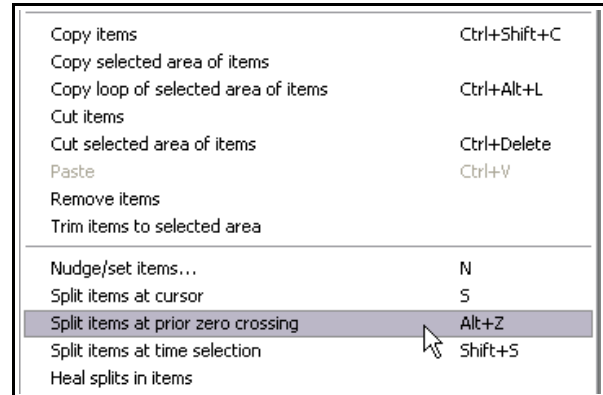 Copy items Ctrl+Shift+C
Copy selected area of items
Copy loop of selected area of items Ctrl+Alt+L
Cut items
Cut selected area of items Ctrl+Delete
Paste Ctrl+V
Remove items
Trim items to selected area
Nudge/set items... N
Split items at cursor S
Split items at prior zero crossing Alt+Z
Split items at time selection Shift+S
Heal splits in items